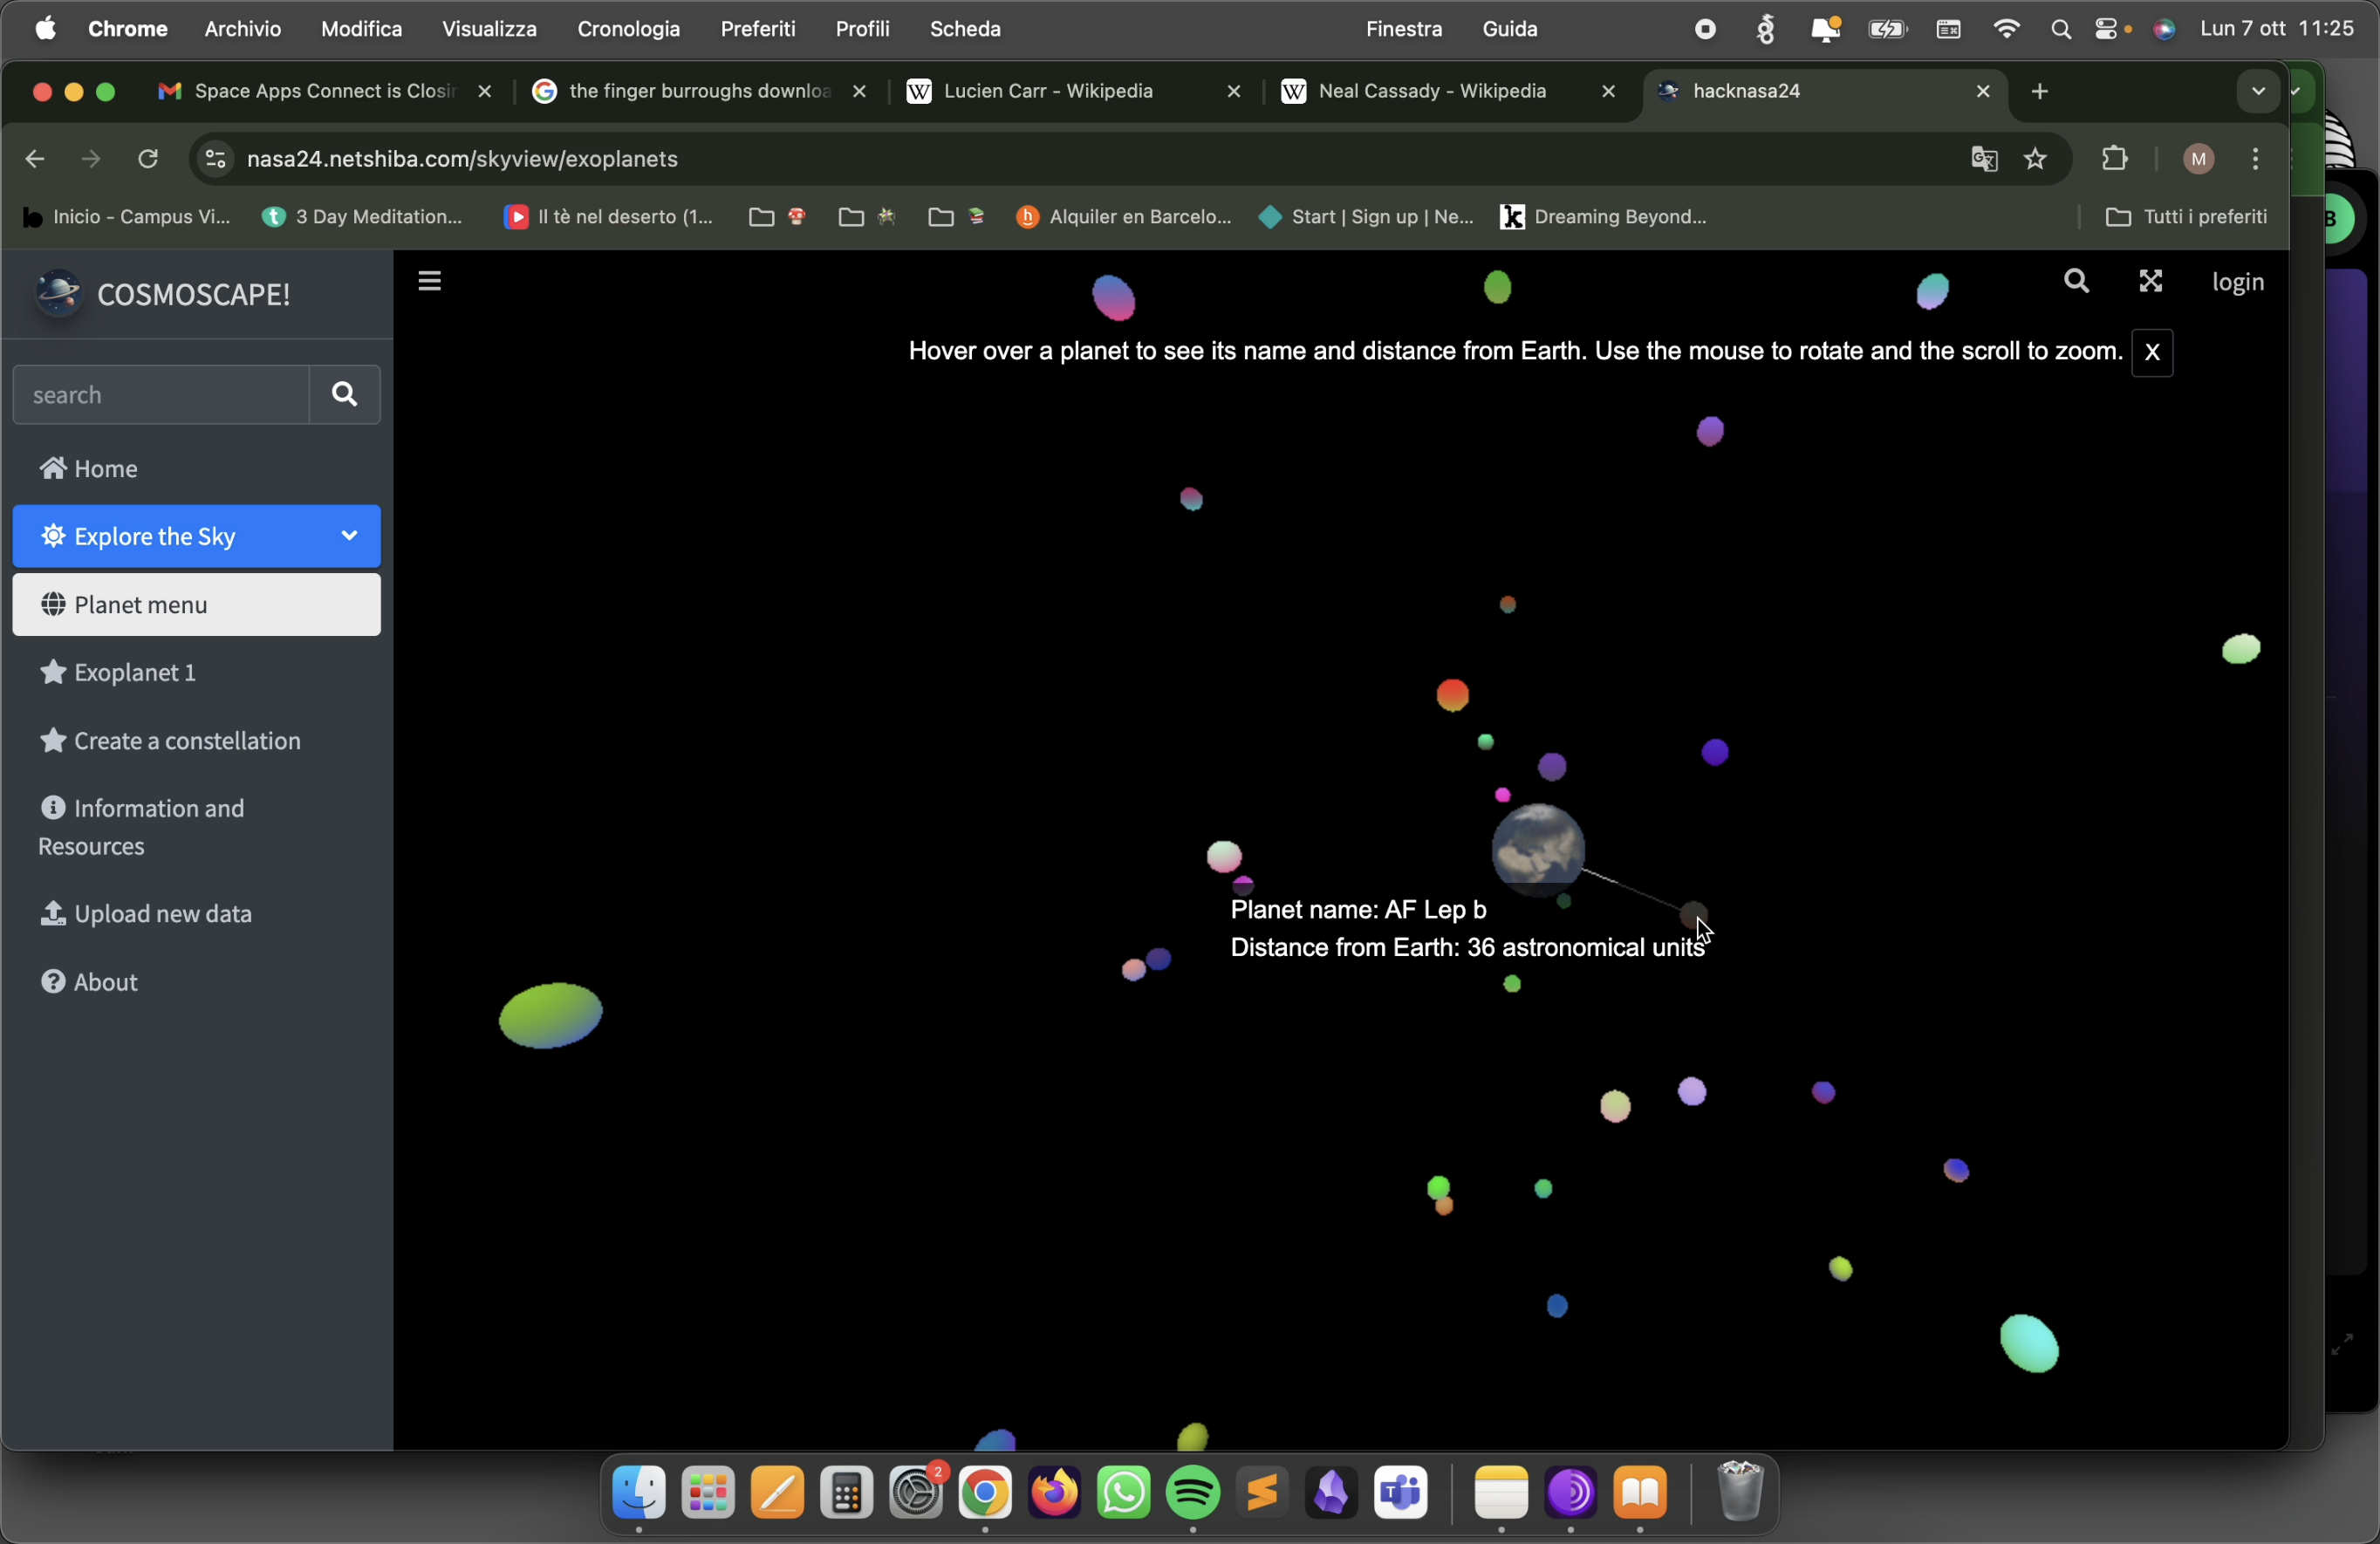 Chrome Archivio Modifica Visualizza Cronologia Preferiti Profili Scheda Finestra Guida Lun 7 ott 11:25
Space Apps Connect is Closin the finger burroughs downloa Lucien Carr - Wikipedia Neal Cassady - Wikipedia hacknasa24
nasa24.netshiba.com/skyview/exoplanets M
Inicio - Campus Vi... 3 Day Meditation... Il tè nel deserto (1... Alquiler en Barcelo... Start | Sign up | Ne... Dreaming Beyond... Tutti i preferiti B
COSMOSCAPE! login
Hover over a planet to see its name and distance from Earth. Use the mouse to rotate and the scroll to zoom. X
search
Home
Explore the Sky
Planet menu
Exoplanet 1
Create a constellation
Information and
Resources
Upload new data
About
Planet name: AF Lep b
Distance from Earth: 36 astronomical units
2